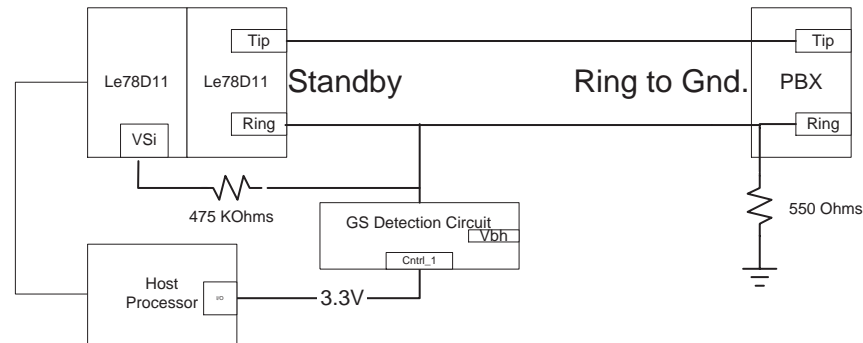 Tip
Tip
Le78D11
Le78D11
Standby
Ring to Gnd.
PBX
Ring
Ring
VSi
475 KOhms
550 Ohms
GS Detection Circuit
Vbh
Cntrl_1
Host
Processor
I/O
3.3V